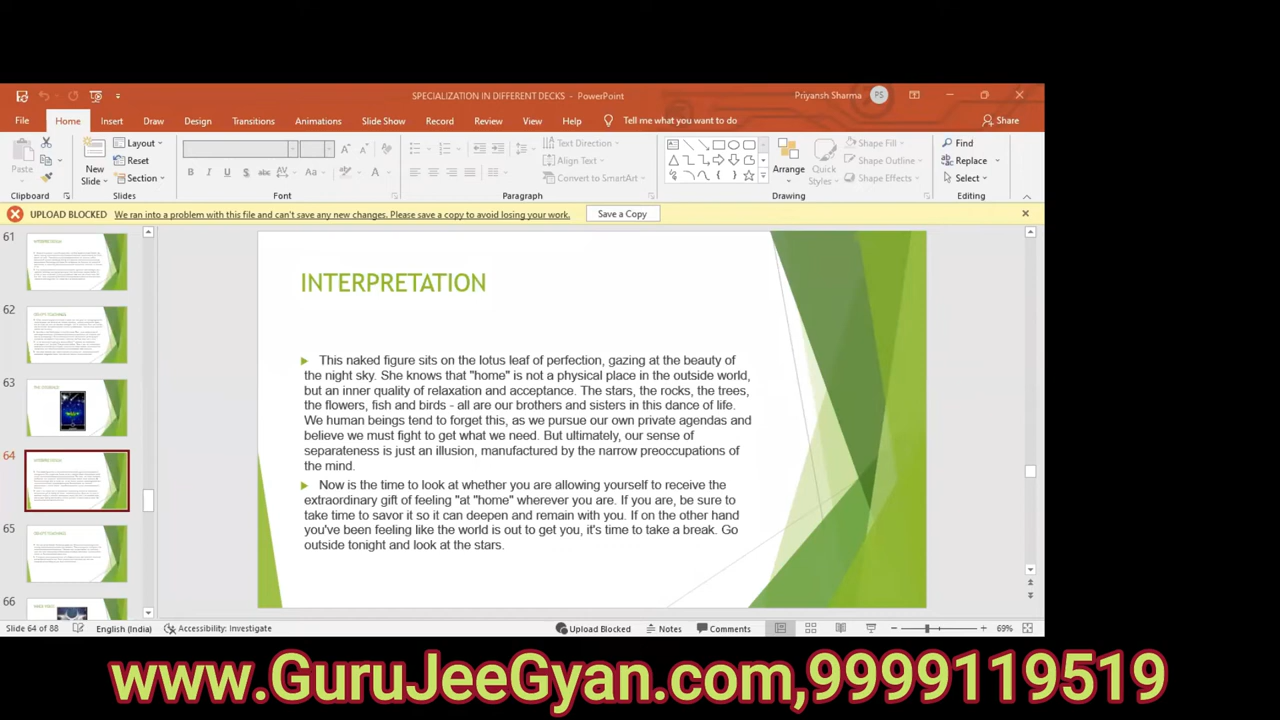 SPECIALIZATION IN DIFFERENT DECKS - PowerPoint
Priyansh Sharma PS
File Home Insert Draw Design Transitions Animations Slide Show Record Review View Help Tell me what you want to do Share
Paste
New
Slide
Layout
Reset
Section
B I U S ab AV Aa A
Text Direction
Align Text
Convert to SmartArt
Arrange
Quick
Styles
Shape Fill
Shape Outline
Shape Effects
Find
Replace
Select
Clipboard Slides Font Paragraph Drawing Editing
UPLOAD BLOCKED We ran into a problem with this file and can't save any new changes. Please save a copy to avoid losing your work. Save a Copy
61
62
63
64
65
66
INTERPRETATION
This naked figure sits on the lotus leaf of perfection, gazing at the beauty of
the night sky. She knows that "home" is not a physical place in the outside world,
but an inner quality of relaxation and acceptance. The stars, the rocks, the trees,
the flowers, fish and birds - all are our brothers and sisters in this dance of life.
We human beings tend to forget this, as we pursue our own private agendas and
believe we must fight to get what we need. But ultimately, our sense of
separateness is just an illusion, manufactured by the narrow preoccupations of
the mind.
Now is the time to look at whether you are allowing yourself to receive the
extraordinary gift of feeling "at "home" wherever you are. If you are, be sure to
take time to savor it so it can deepen and remain with you. If on the other hand
you've been feeling like the world is out to get you, it's time to take a break. Go
outside tonight and look at the stars.
Slide 64 of 88 English (India) Accessibility: Investigate Upload Blocked Notes Comments 69%
www.GuruJeeGyan.com,9999119519